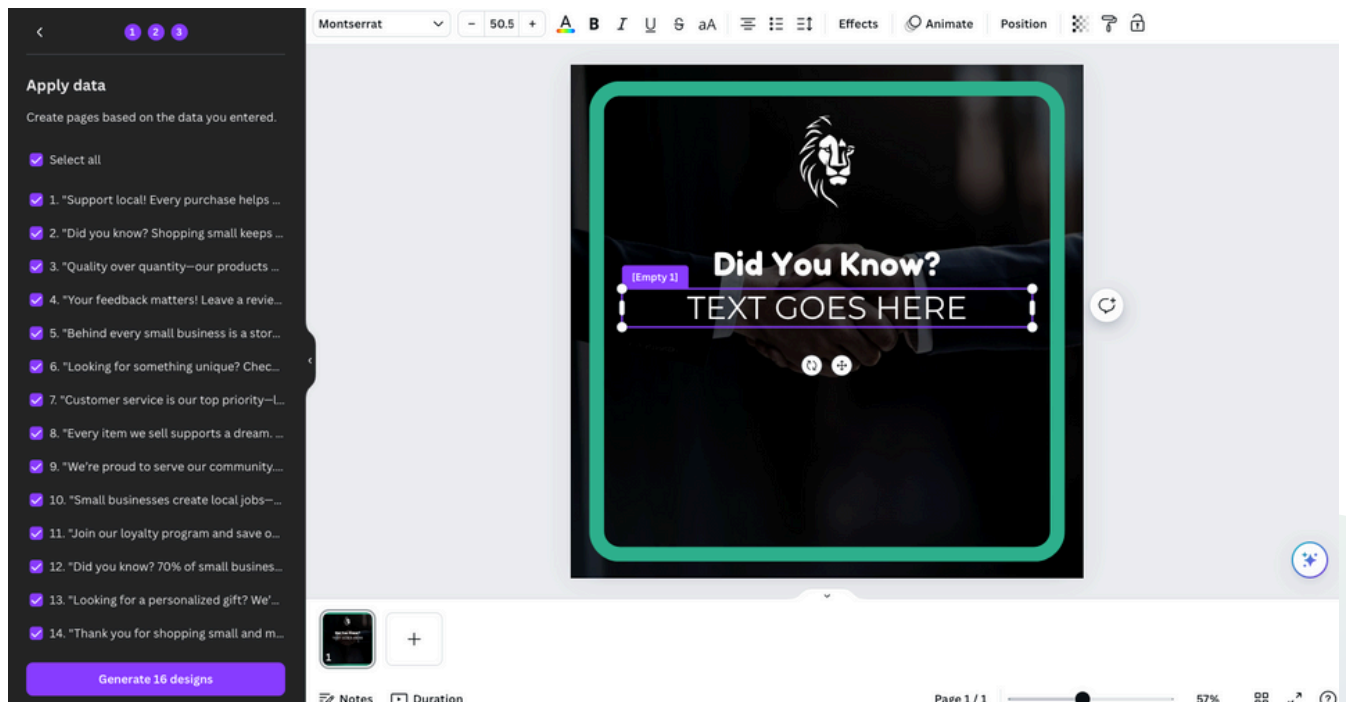 1 2 3
Apply data
Create pages based on the data you entered.
Select all
1. "Support local! Every purchase helps ...
2. "Did you know? Shopping small keeps ...
3. "Quality over quantity—our products ...
4. "Your feedback matters! Leave a revie...
5. "Behind every small business is a stor...
6. "Looking for something unique? Chec...
7. "Customer service is our top priority—l...
8. "Every item we sell supports a dream. ...
9. "We're proud to serve our community....
10. "Small businesses create local jobs—...
11. "Join our loyalty program and save o...
12. "Did you know? 70% of small busines...
13. "Looking for a personalized gift? We'...
14. "Thank you for shopping small and m...
Generate 16 designs
Montserrat - 50.5 + A B I U S aA Effects Animate Position
Did You Know?
[Empty 1]
TEXT GOES HERE
Did You Know?
TEXT GOES HERE
1
+
Notes Duration Page 1 / 1 57% ?